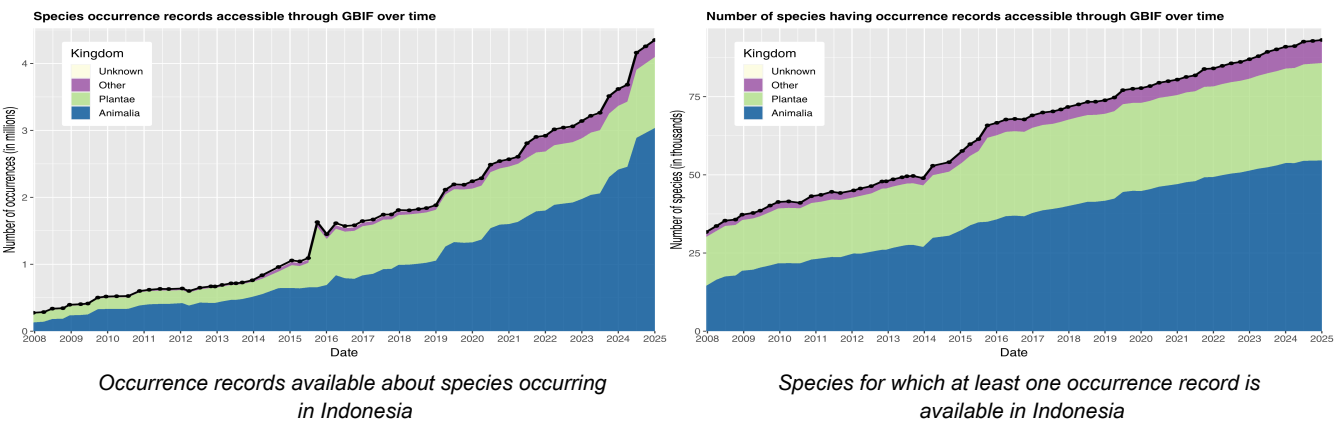 Species occurrence records accessible through GBIF over time
Number of occurrences (in millions)
4
3
2
1
0
Kingdom
Unknown
Other
Plantae
Animalia
2008 2009 2010 2011 2012 2013 2014 2015 2016 2017 2018 2019 2020 2021 2022 2023 2024 2025
Date
Occurrence records available about species occurring
in Indonesia
Number of species having occurrence records accessible through GBIF over time
Number of species (in thousands)
75
50
25
0
Kingdom
Unknown
Other
Plantae
Animalia
2008 2009 2010 2011 2012 2013 2014 2015 2016 2017 2018 2019 2020 2021 2022 2023 2024 2025
Date
Species for which at least one occurrence record is
available in Indonesia